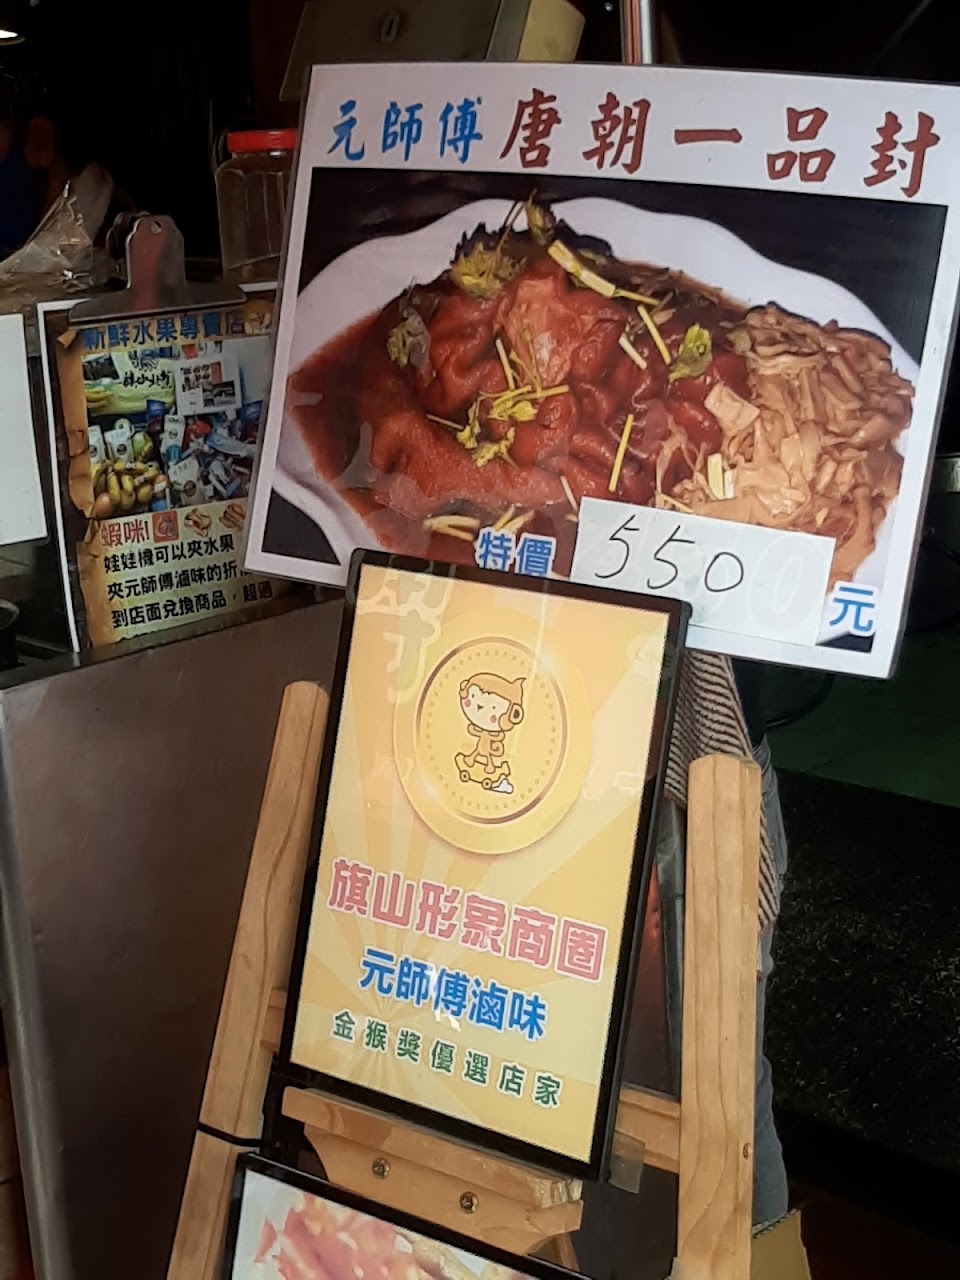 元師傅 唐朝一品封
特價 550 元
新鮮水果專賣店
蝦咪!
娃娃機可以夾水果
夾元師傅滷味的折
到店面兌換商品，超過
旗山形象商圈
元師傅滷味
金猴獎優選店家